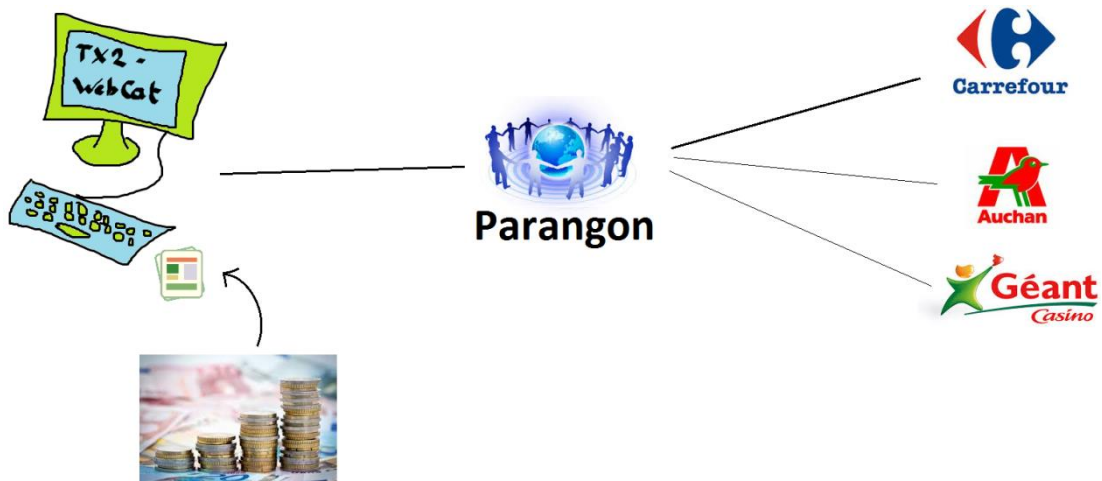 TX2 -
WebCat
Parangon
Carrefour
Auchan
Géant
Casino